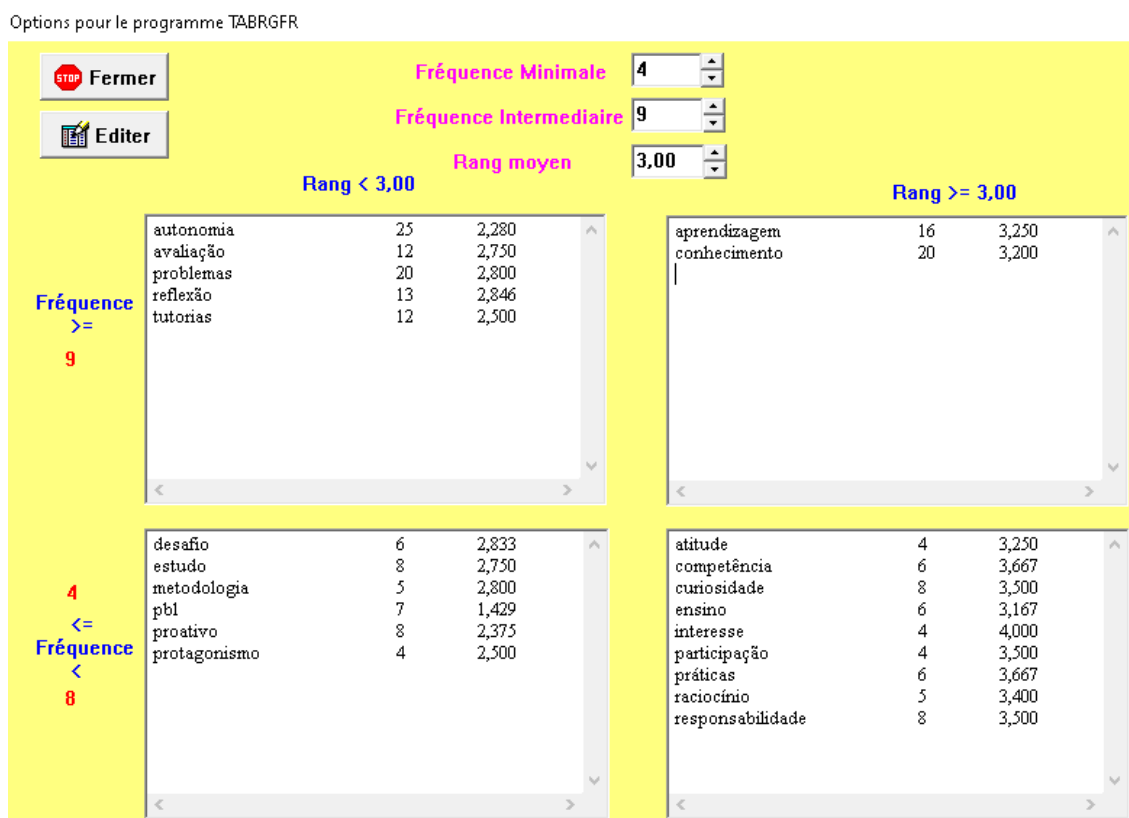 Options pour le programme TABRGFR
STOP Fermer
Fréquence Minimale 4
Editer
Fréquence Intermediaire 9
Rang moyen 3,00
Rang < 3,00
Rang >= 3,00
Fréquence
>=
9
autonomia 25 2,280
avaliação 12 2,750
problemas 20 2,800
reflexão 13 2,846
tutorias 12 2,500
aprendizagem 16 3,250
conhecimento 20 3,200
4
<=
Fréquence
<
8
desafio 6 2,833
estudo 8 2,750
metodologia 5 2,800
pbl 7 1,429
proativo 8 2,375
protagonismo 4 2,500
atitude 4 3,250
competência 6 3,667
curiosidade 8 3,500
ensino 6 3,167
interesse 4 4,000
participação 4 3,500
práticas 6 3,667
raciocínio 5 3,400
responsabilidade 8 3,500